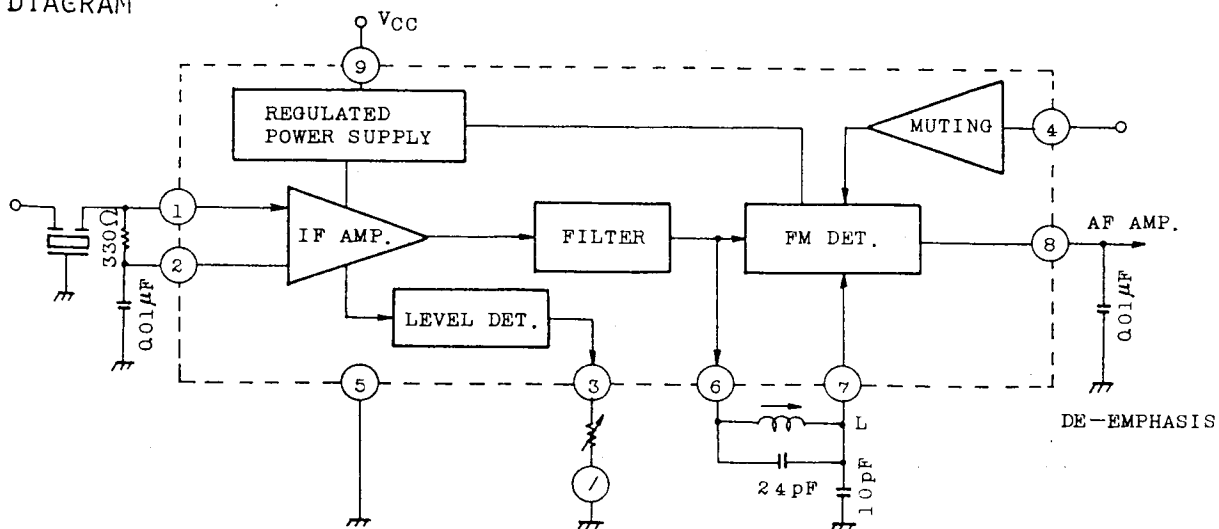 DIAGRAM
VCC
9
REGULATED
POWER SUPPLY
MUTING
4
1
330Ω
IF AMP.
FILTER
FM DET.
8
AF AMP.
2
0.01μF
LEVEL DET.
0.01μF
5
3
6
7
L
DE-EMPHASIS
24pF
10pF